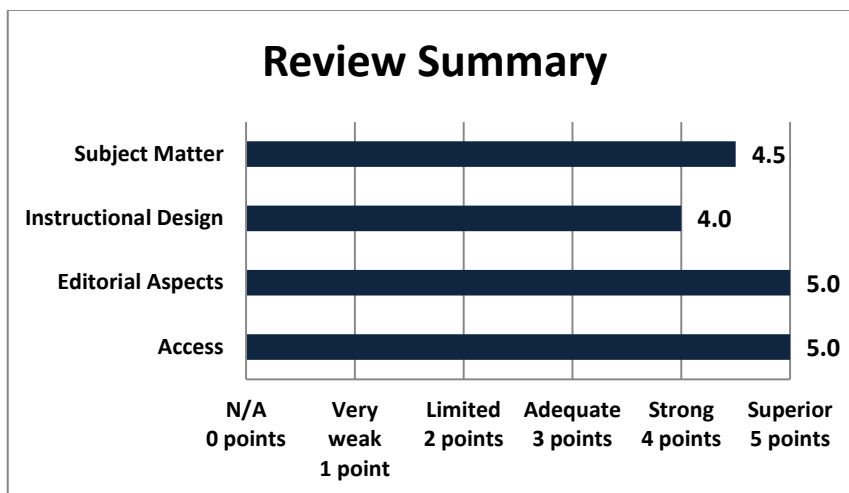 Review Summary
Subject Matter 4.5
Instructional Design 4.0
Editorial Aspects 5.0
Access 5.0
N/A Very Limited Adequate Strong Superior
0 points weak 2 points 3 points 4 points 5 points
1 point